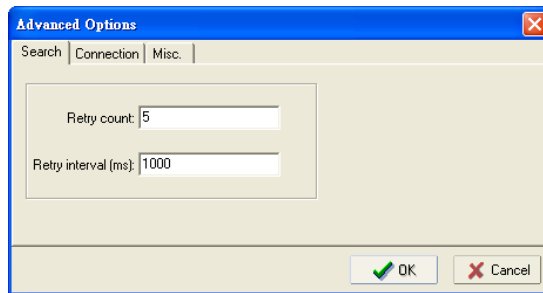 Advanced Options
Search Connection Misc.
Retry count: 5
Retry interval (ms): 1000
OK Cancel